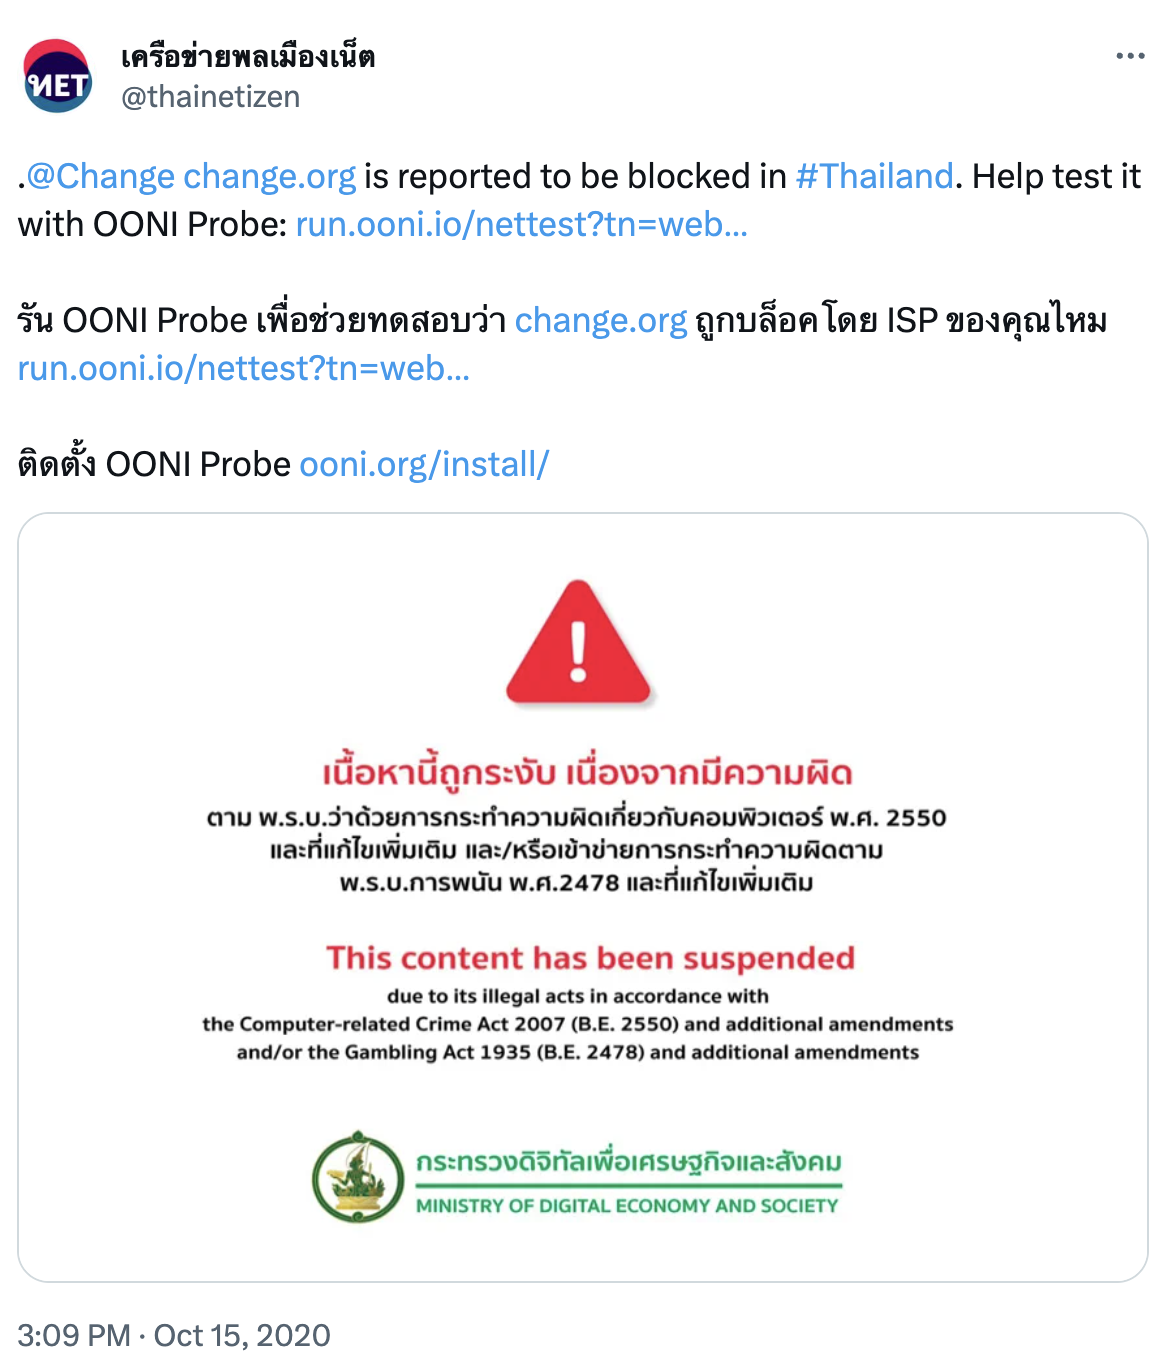 ทET
เครือข่ายพลเมืองเน็ต
@thainetizen
.@Change change.org is reported to be blocked in #Thailand. Help test it
with OONI Probe: run.ooni.io/nettest?tn=web…
รัน OONI Probe เพื่อช่วยทดสอบว่า change.org ถูกบล็อคโดย ISP ของคุณไหม
run.ooni.io/nettest?tn=web…
ติดตั้ง OONI Probe ooni.org/install/
เนื้อหานี้ถูกระงับ เนื่องจากมีความผิด
ตาม พ.ร.บ.ว่าด้วยการกระทำความผิดเกี่ยวกับคอมพิวเตอร์ พ.ศ. 2550
และที่แก้ไขเพิ่มเติม และ/หรือเข้าข่ายการกระทำความผิดตาม
พ.ร.บ.การพนัน พ.ศ.2478 และที่แก้ไขเพิ่มเติม
This content has been suspended
due to its illegal acts in accordance with
the Computer-related Crime Act 2007 (B.E. 2550) and additional amendments
and/or the Gambling Act 1935 (B.E. 2478) and additional amendments
กระทรวงดิจิทัลเพื่อเศรษฐกิจและสังคม
MINISTRY OF DIGITAL ECONOMY AND SOCIETY
3:09 PM · Oct 15, 2020